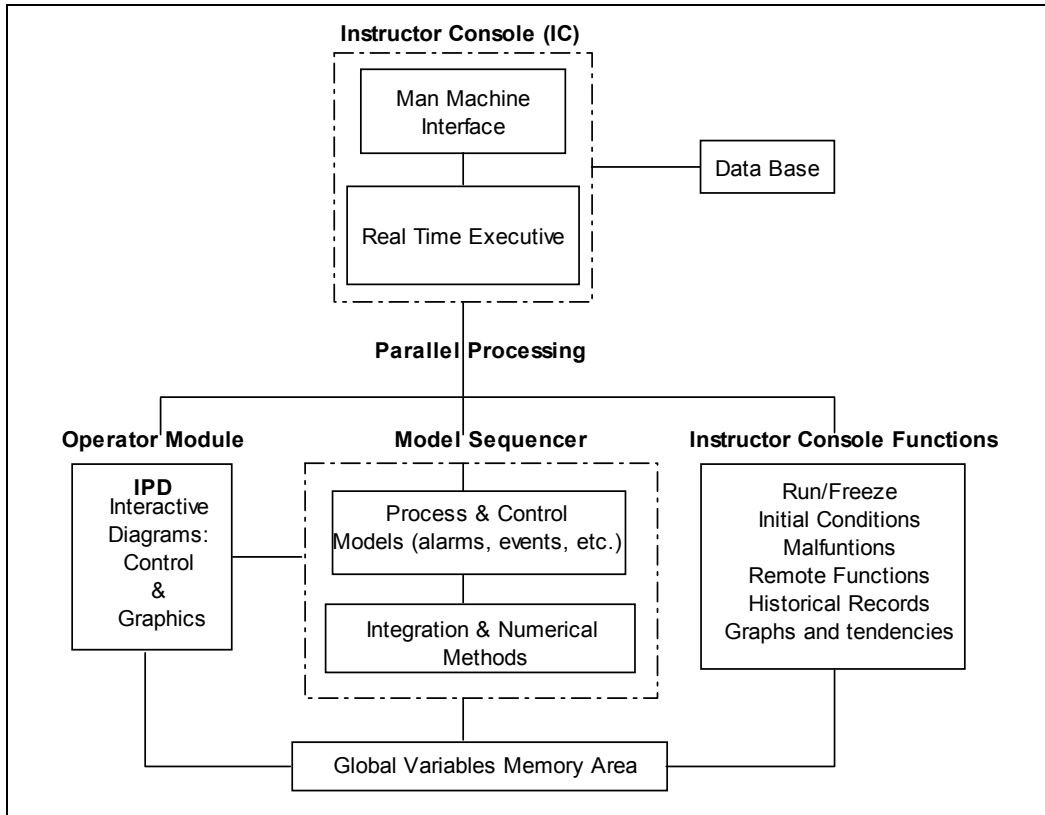 Instructor Console (IC)
Man Machine
Interface
Data Base
Real Time Executive
Parallel Processing
Operator Module
IPD
Interactive
Diagrams:
Control
&
Graphics
Model Sequencer
Process & Control
Models (alarms, events, etc.)
Integration & Numerical
Methods
Instructor Console Functions
Run/Freeze
Initial Conditions
Malfuntions
Remote Functions
Historical Records
Graphs and tendencies
Global Variables Memory Area